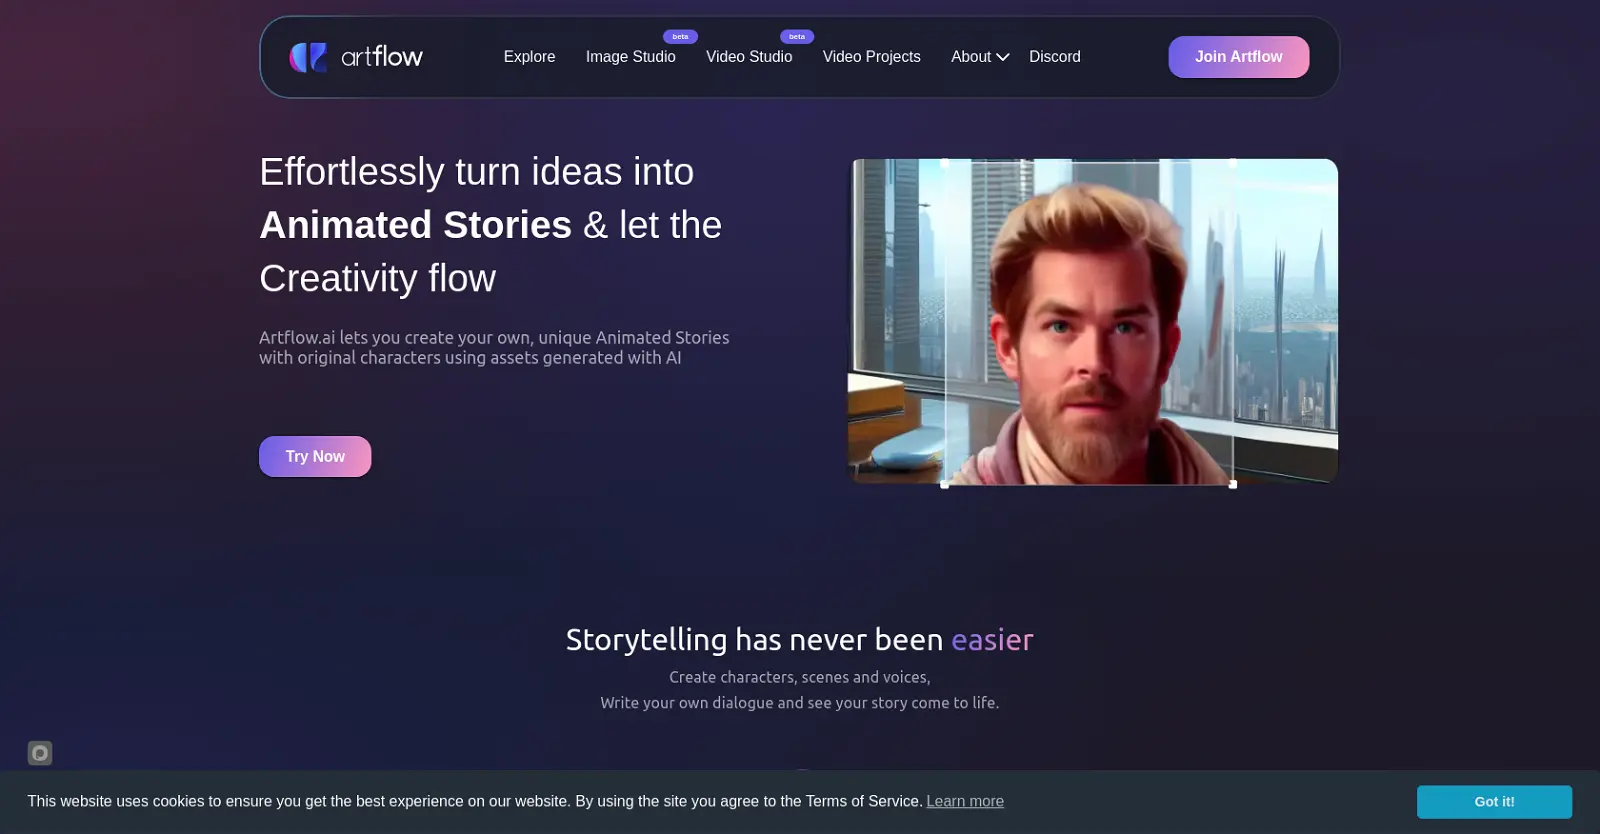 artflow
Explore
Image Studio
beta
Video Studio
beta
Video Projects
About
Discord
Join Artflow
Effortlessly turn ideas into
Animated Stories & let the
Creativity flow
Artflow.ai lets you create your own, unique Animated Stories
with original characters using assets generated with AI
Try Now
Storytelling has never been easier
Create characters, scenes and voices,
Write your own dialogue and see your story come to life.
This website uses cookies to ensure you get the best experience on our website. By using the site you agree to the Terms of Service. Learn more
Got it!